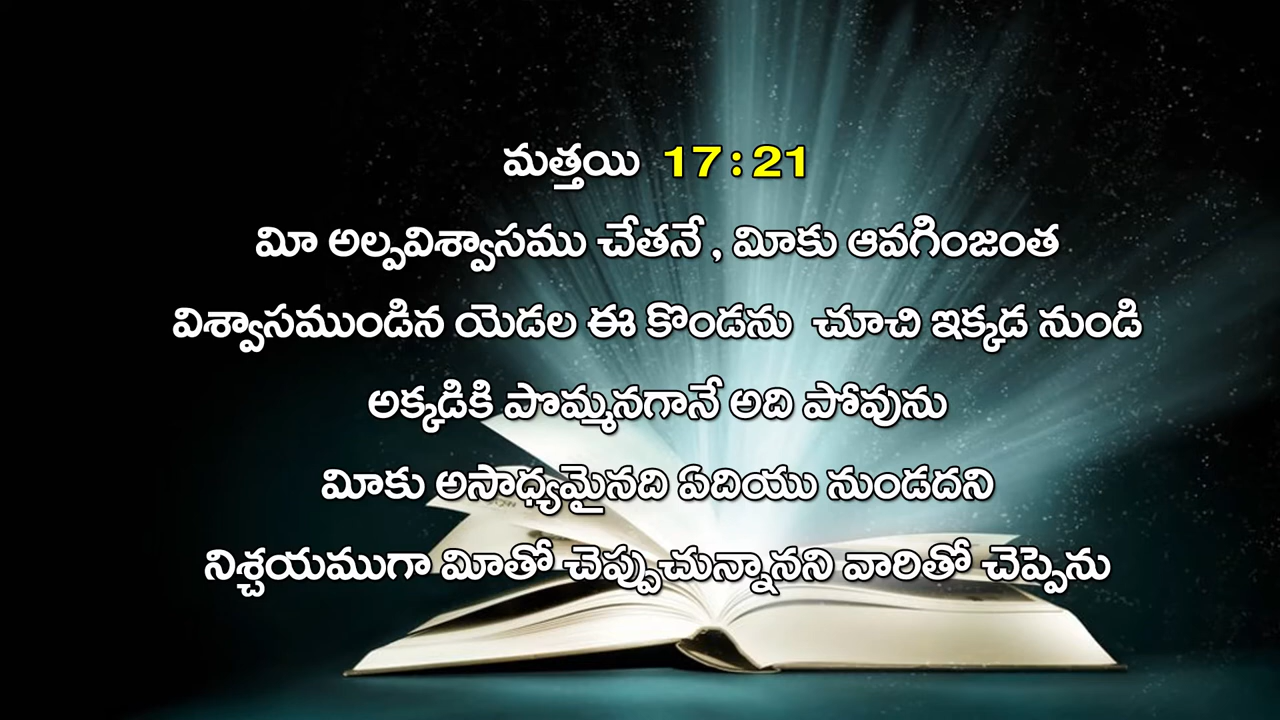 మత్తయి 17 : 21
మీ అల్పవిశ్వాసము చేతనే , మీకు ఆవగింజంత
విశ్వాసముండిన యెడల ఈ కొండను చూచి ఇక్కడ నుండి
అక్కడికి పొమ్మనగానే అది పోవును
మీకు అసాధ్యమైనది ఏదియు నుండదని
నిశ్చయముగా మీతో చెప్పుచున్నానని వారితో చెప్పెను